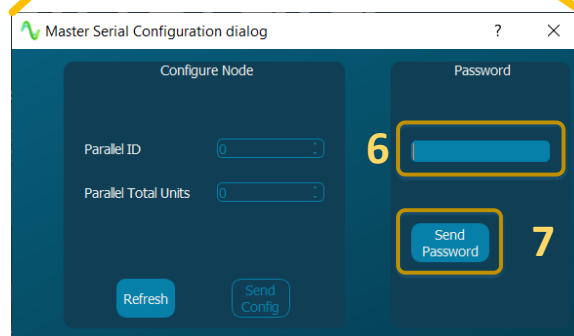 Master Serial Configuration dialog
?
Configure Node
Password
Parallel ID
0
6
Parallel Total Units
0
Send
Password
7
Refresh
Send
Config